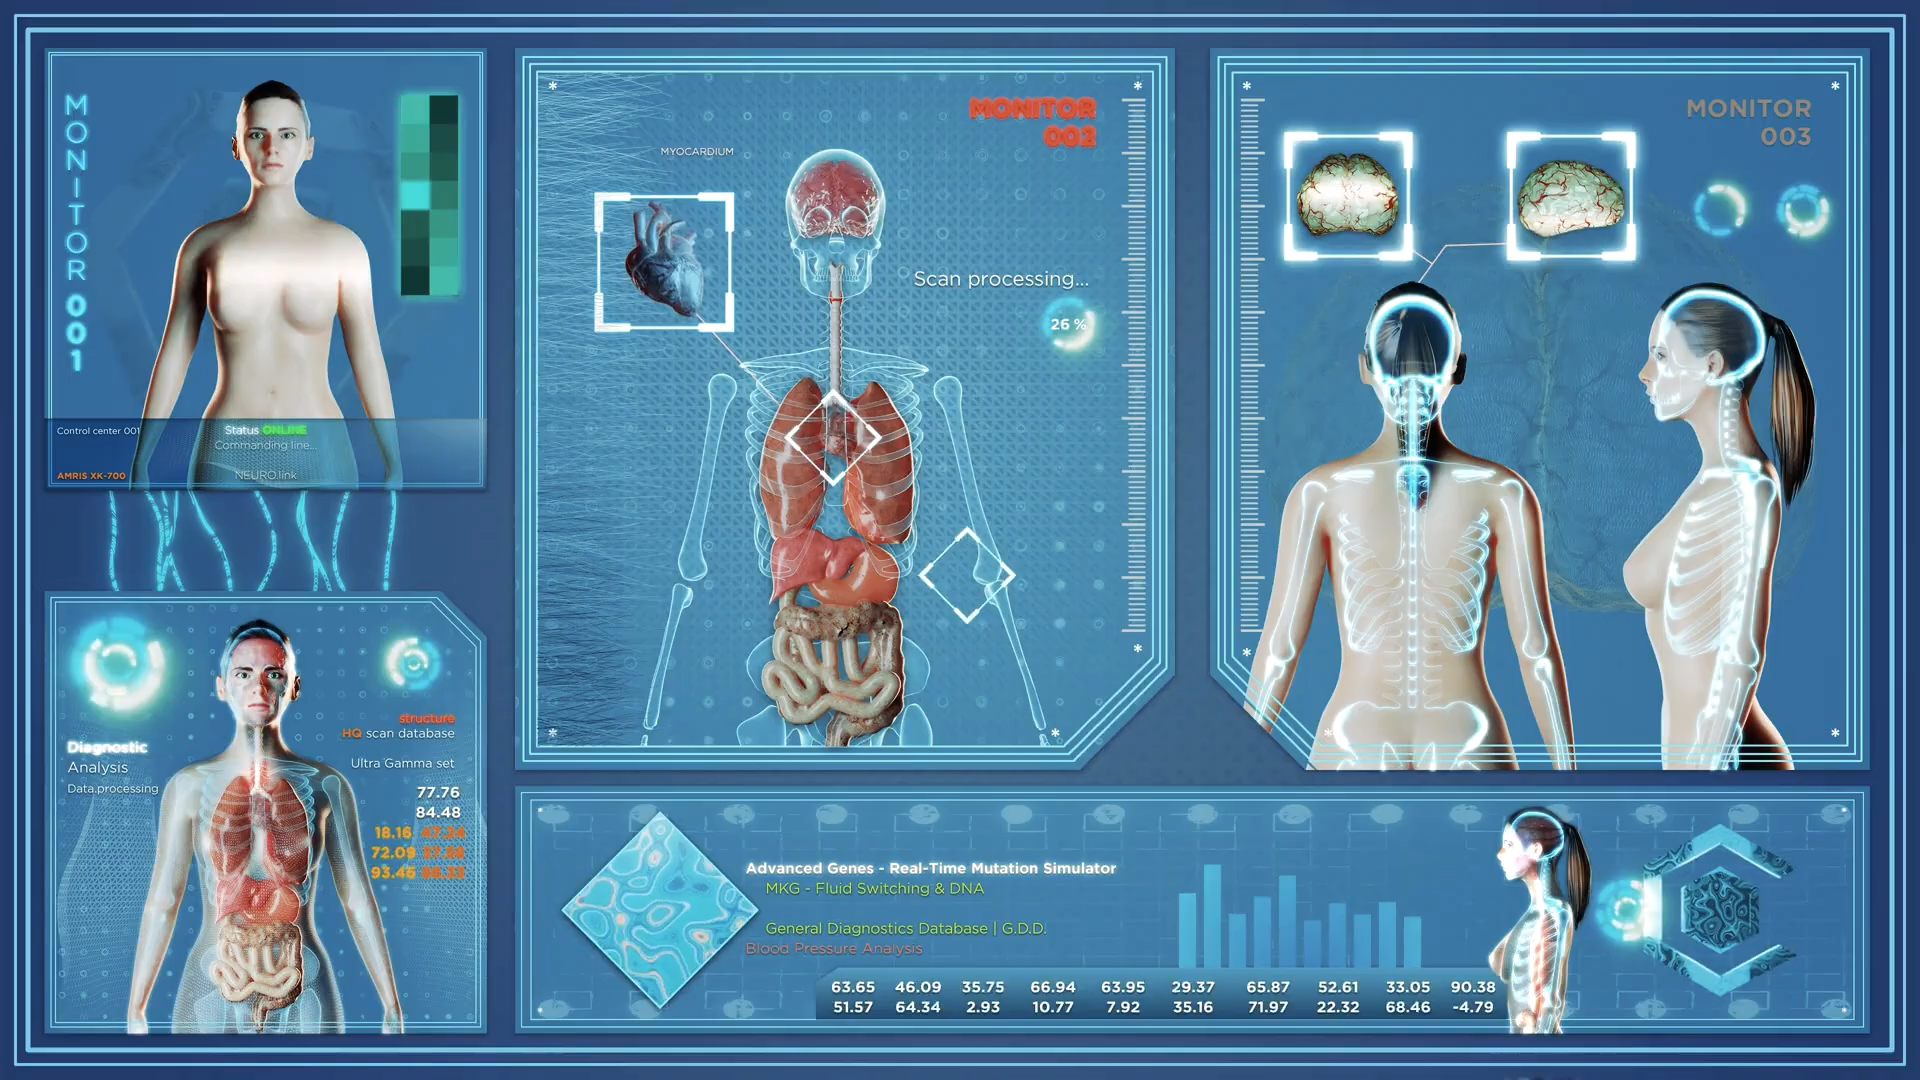 MONITOR 001
Control center 001
Status ONLINE
Commanding line...
AMRIS XK-700
NEURO.link
MONITOR
002
MYOCARDIUM
Scan processing...
26 %
MONITOR
003
structure
HQ scan database
Diagnostic
Analysis
Data.processing
Ultra Gamma set
77.76
84.48
18.16
72.09
93.46
Advanced Genes - Real-Time Mutation Simulator
MKG - Fluid Switching & DNA
General Diagnostics Database | G.D.D.
Blood Pressure Analysis
63.65 46.09 35.75 66.94 63.95 29.37 65.87 52.61 33.05 90.38
51.57 64.34 2.93 10.77 7.92 35.16 71.97 22.32 68.46 -4.79